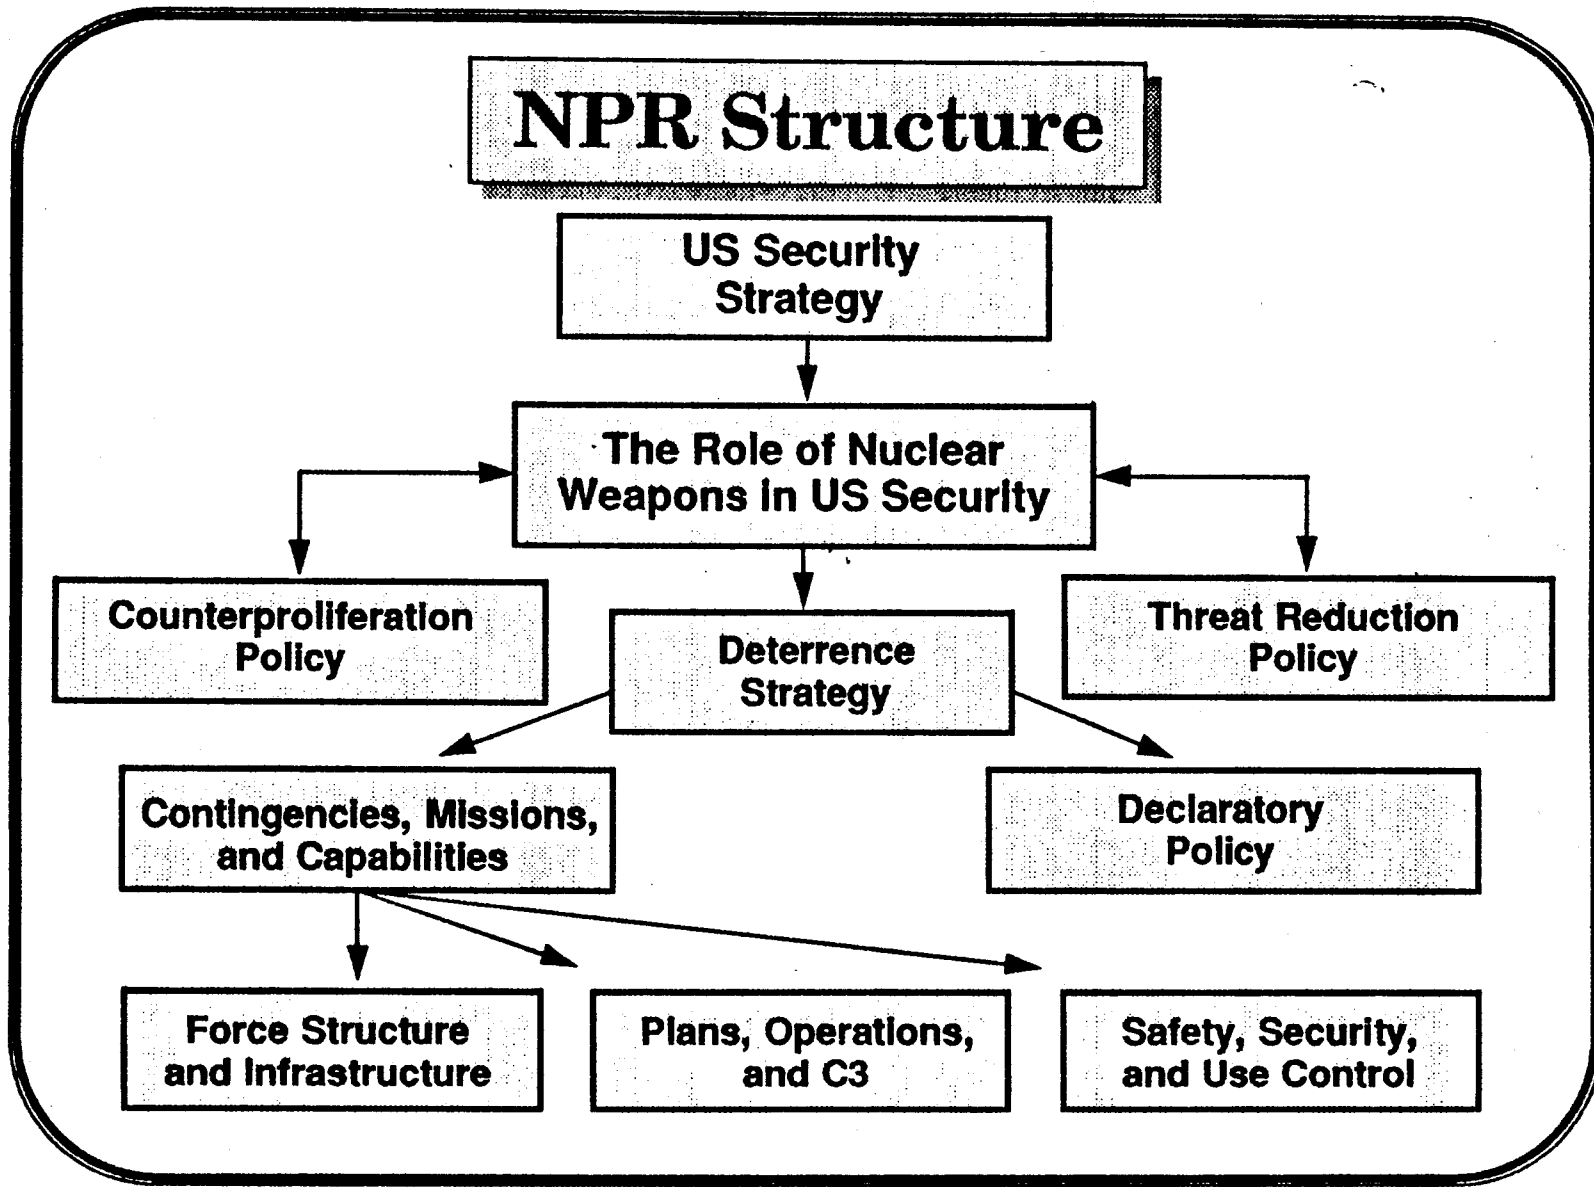 NPR Structure
US Security
Strategy
The Role of Nuclear
Weapons in US Security
Counterproliferation
Policy
Deterrence
Strategy
Threat Reduction
Policy
Contingencies, Missions,
and Capabilities
Declaratory
Policy
Force Structure
and Infrastructure
Plans, Operations,
and C3
Safety, Security,
and Use Control